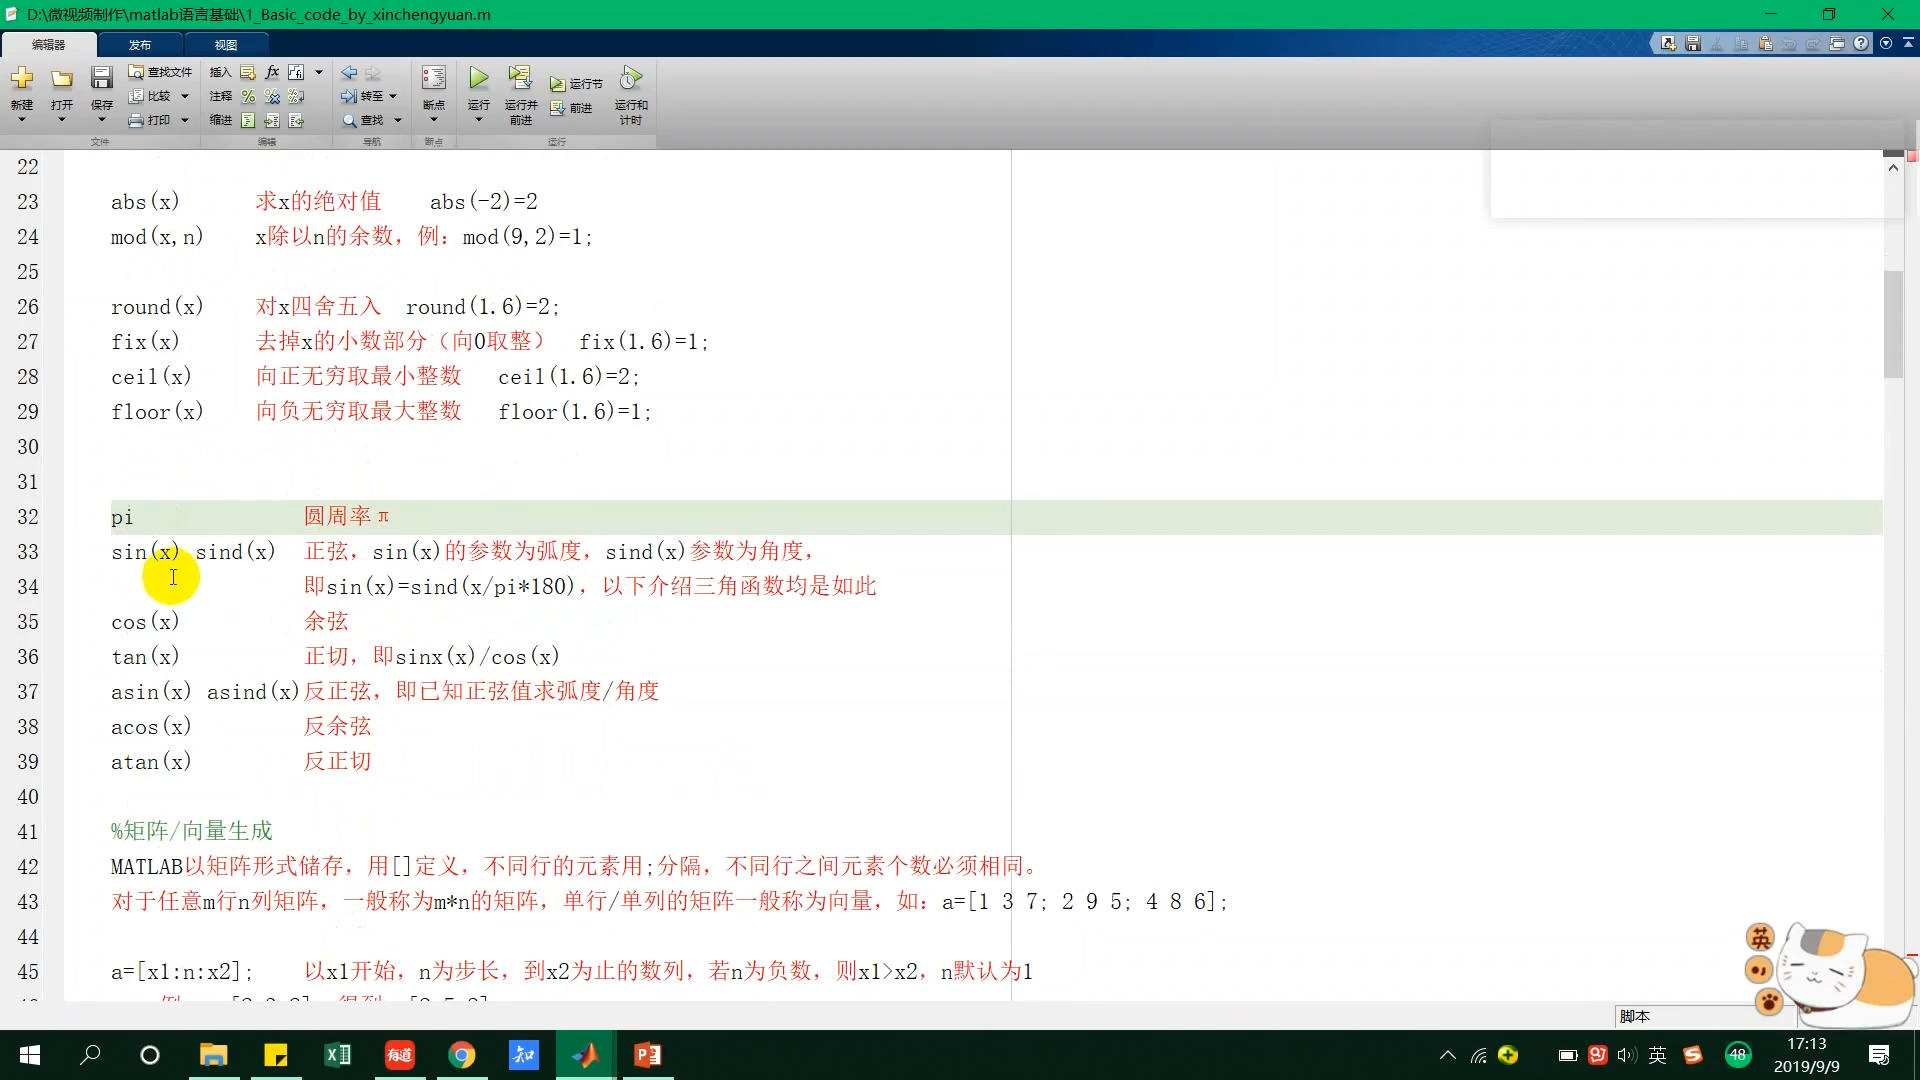 D:\微视频制作\matlab语言基础\1_Basic_code_by_xinchengyuan.m
编辑器 发布 视图
新建 打开 保存 查找文件 比较 打印 插入 fx 注释 缩进 转至 查找 断点 运行 运行并前进 运行节 前进 运行和计时
文件 编辑 导航 断点 运行
22
23 abs(x) 求x的绝对值 abs(-2)=2
24 mod(x,n) x除以n的余数，例：mod(9,2)=1;
25
26 round(x) 对x四舍五入 round(1.6)=2;
27 fix(x) 去掉x的小数部分（向0取整） fix(1.6)=1;
28 ceil(x) 向正无穷取最小整数 ceil(1.6)=2;
29 floor(x) 向负无穷取最大整数 floor(1.6)=1;
30
31
32 pi 圆周率π
33 sin(x) sind(x) 正弦，sin(x)的参数为弧度，sind(x)参数为角度，
34 即sin(x)=sind(x/pi*180)，以下介绍三角函数均是如此
35 cos(x) 余弦
36 tan(x) 正切，即sinx(x)/cos(x)
37 asin(x) asind(x)反正弦，即已知正弦值求弧度/角度
38 acos(x) 反余弦
39 atan(x) 反正切
40
41 %矩阵/向量生成
42 MATLAB以矩阵形式储存，用[]定义，不同行的元素用;分隔，不同行之间元素个数必须相同。
43 对于任意m行n列矩阵，一般称为m*n的矩阵，单行/单列的矩阵一般称为向量，如：a=[1 3 7; 2 9 5; 4 8 6];
44
45 a=[x1:n:x2]; 以x1开始，n为步长，到x2为止的数列，若n为负数，则x1>x2，n默认为1
英
脚本
有道 知 英 48
17:13
2019/9/9